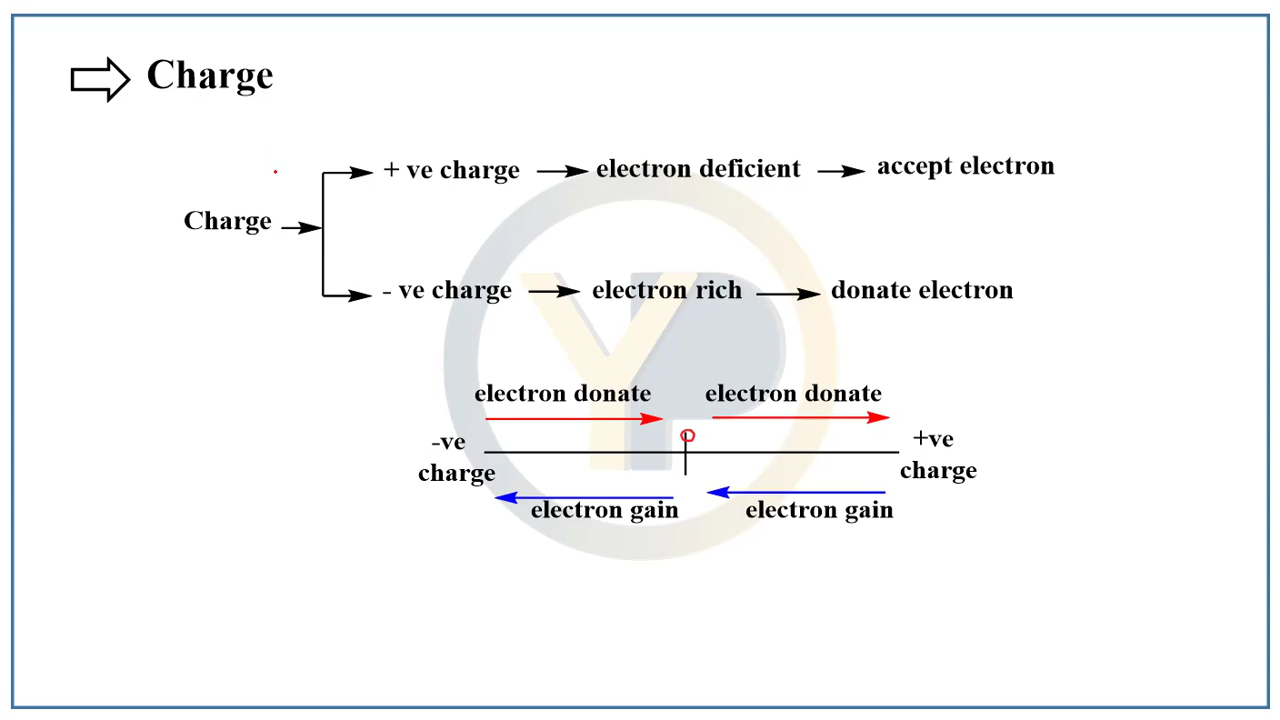 Charge
+ ve charge electron deficient accept electron
Charge
- ve charge electron rich donate electron
electron donate electron donate
-ve charge
+ve charge
electron gain electron gain
YP